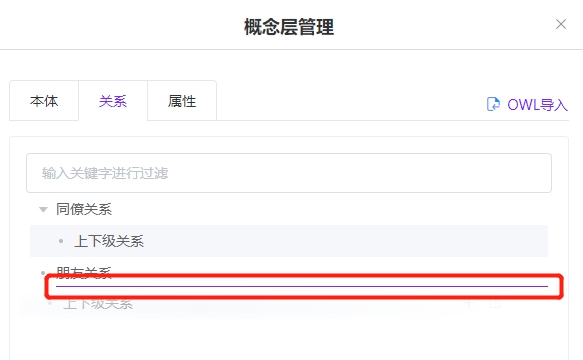 概念层管理
本体
关系
属性
OWL导入
输入关键字进行过滤
同僚关系
上下级关系
朋友关系
上下级关系